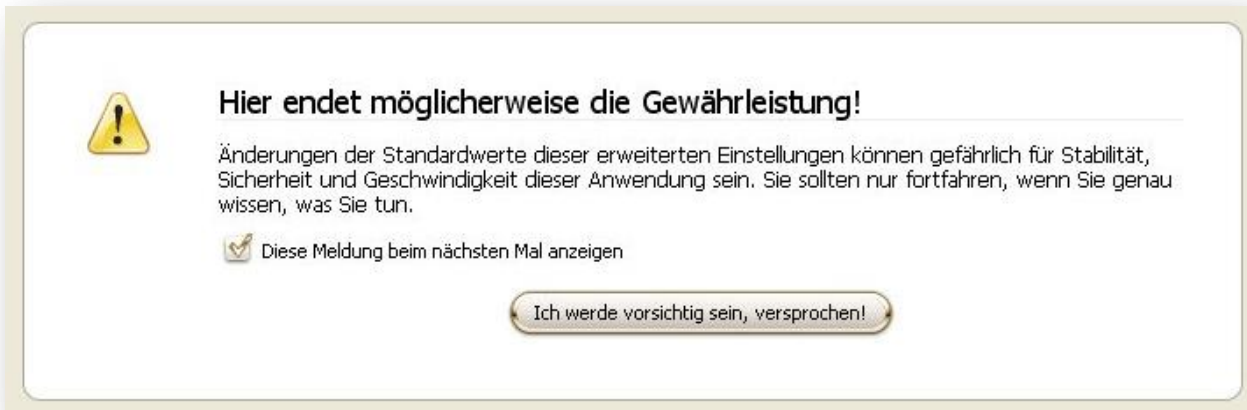 Hier endet möglicherweise die Gewährleistung!
Änderungen der Standardwerte dieser erweiterten Einstellungen können gefährlich für Stabilität,
Sicherheit und Geschwindigkeit dieser Anwendung sein. Sie sollten nur fortfahren, wenn Sie genau
wissen, was Sie tun.
Diese Meldung beim nächsten Mal anzeigen
Ich werde vorsichtig sein, versprochen!